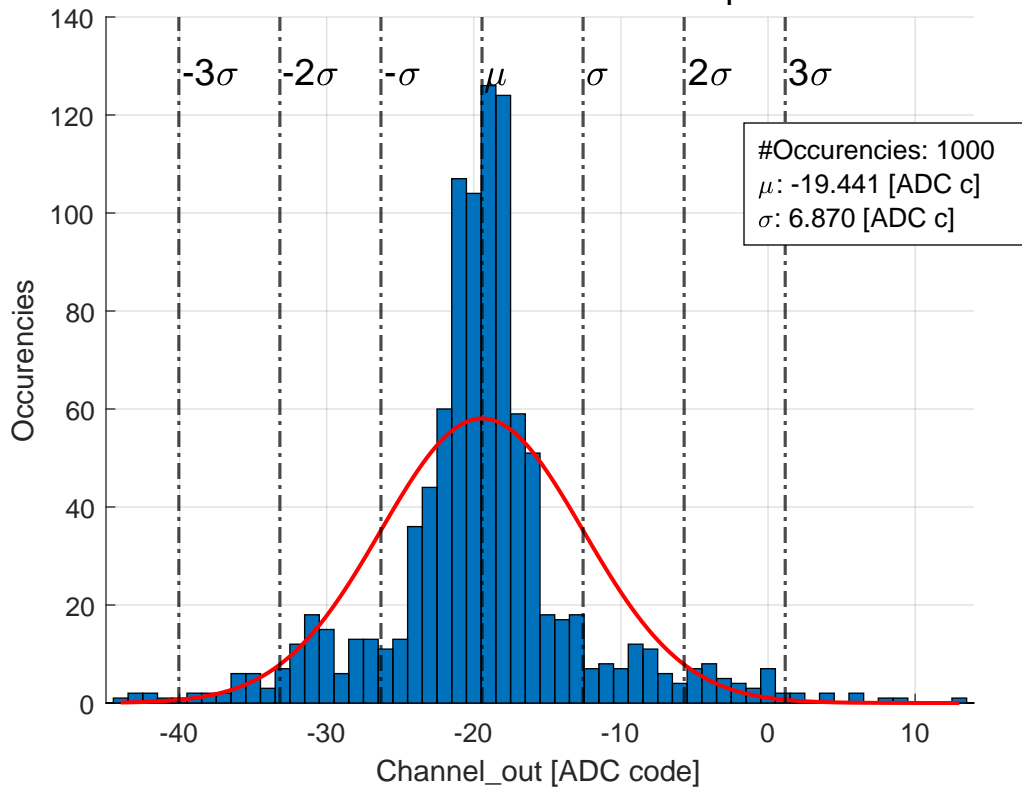 140
120
100
80
60
40
20
0
-3σ -2σ -σ μ σ 2σ 3σ
#Occurencies: 1000
μ: -19.441 [ADC c]
σ: 6.870 [ADC c]
Occurencies
-40 -30 -20 -10 0 10
Channel_out [ADC code]